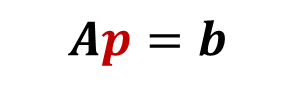 Ap = b